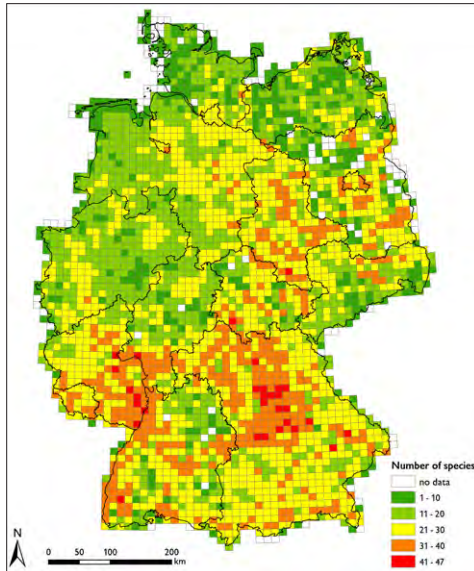 Number of species
no data
1 - 10
11 - 20
21 - 30
31 - 40
41 - 47
N
0 50 100 200
km